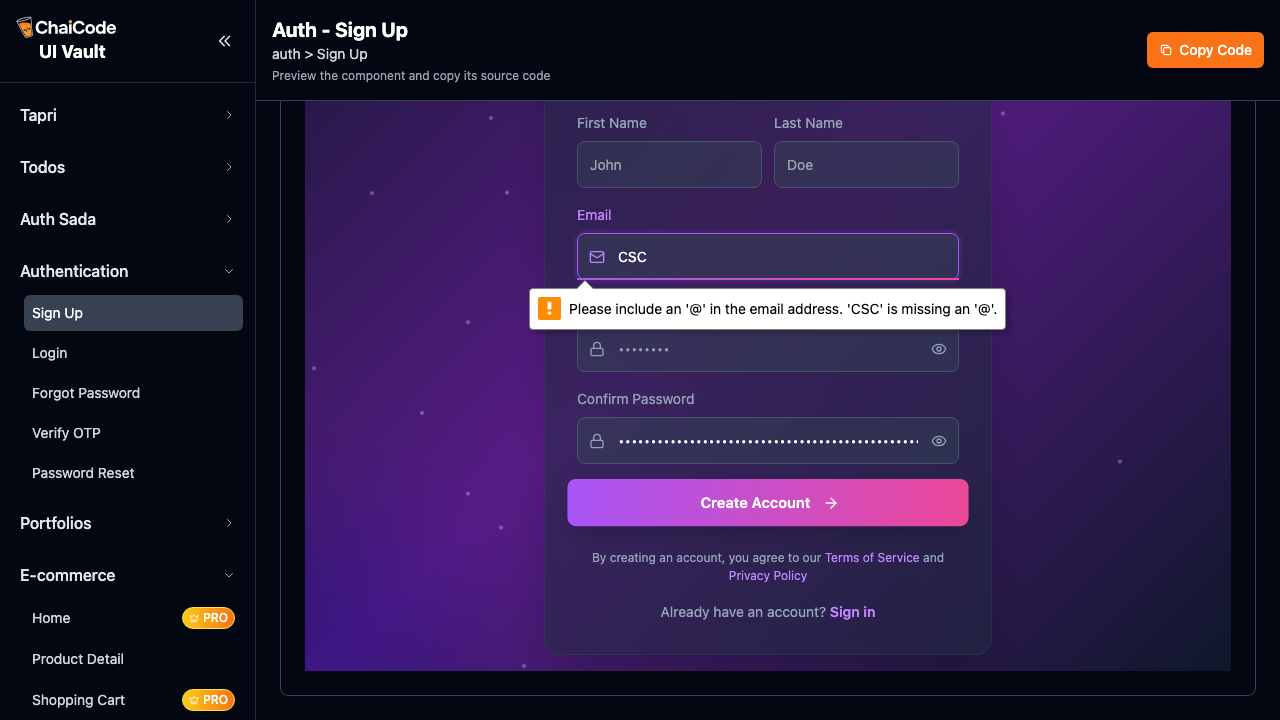 ChaiCode
UI Vault
Tapri
Todos
Auth Sada
Authentication
Sign Up
Login
Forgot Password
Verify OTP
Password Reset
Portfolios
E-commerce
Home
PRO
Product Detail
Shopping Cart
PRO
Auth - Sign Up
auth > Sign Up
Preview the component and copy its source code
Copy Code
First Name
Last Name
John
Doe
Email
CSC
Please include an '@' in the email address. 'CSC' is missing an '@'.
Confirm Password
Create Account
By creating an account, you agree to our Terms of Service and
Privacy Policy
Already have an account? Sign in